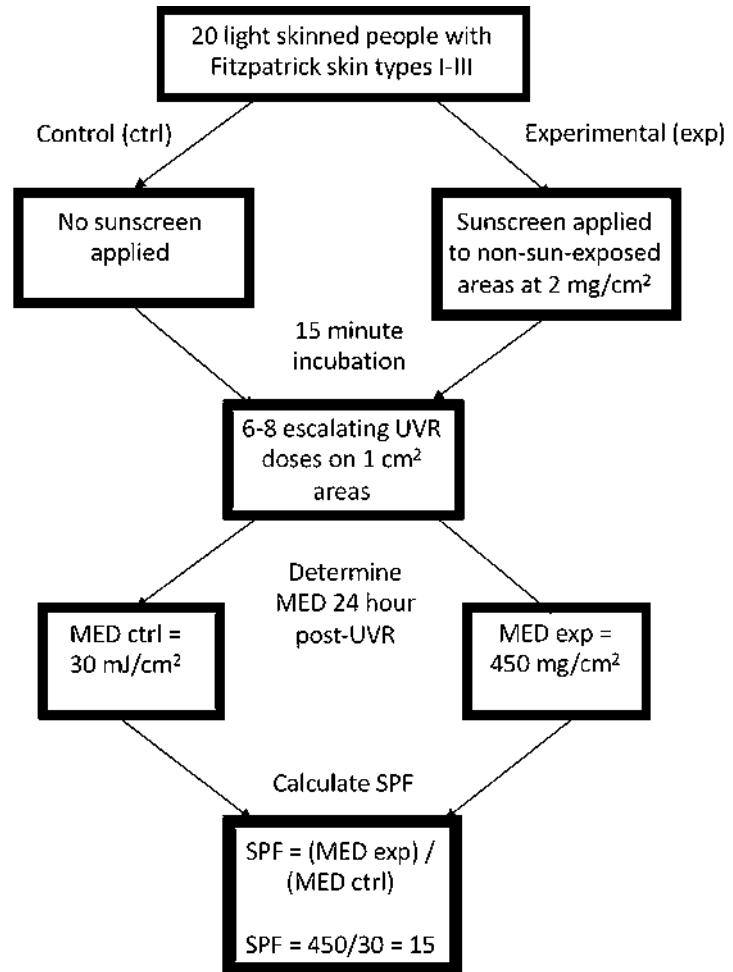 20 light skinned people with
Fitzpatrick skin types I-III
Control (ctrl)
Experimental (exp)
No sunscreen
applied
Sunscreen applied
to non-sun-exposed
areas at 2 mg/cm²
15 minute
incubation
6-8 escalating UVR
doses on 1 cm²
areas
Determine
MED 24 hour
post-UVR
MED ctrl =
30 mJ/cm²
MED exp =
450 mg/cm²
Calculate SPF
SPF = (MED exp) /
(MED ctrl)
SPF = 450/30 = 15